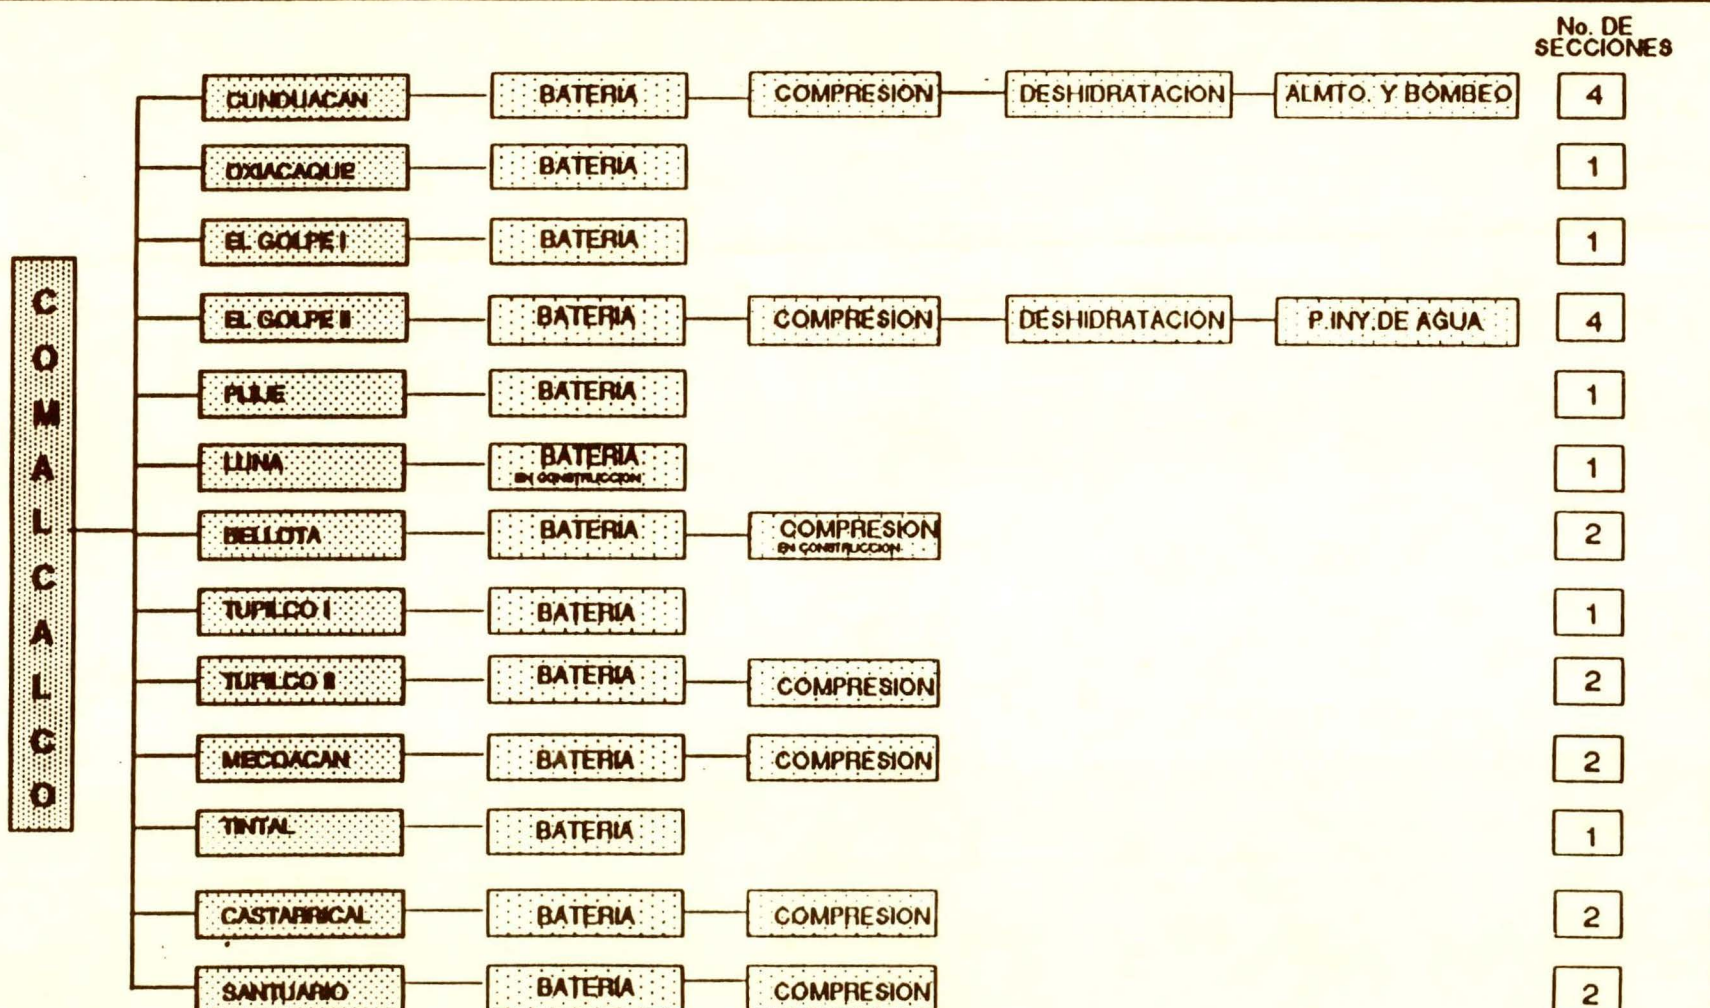 No. DE
SECCIONES
COMALCALCO
CUNDUACAN BATERIA COMPRESION DESHIDRATACION ALMTO. Y BOMBEO 4
OXIACAQUE BATERIA 1
EL GOLPE I BATERIA 1
EL GOLPE II BATERIA COMPRESION DESHIDRATACION P.INY.DE AGUA 4
PIJIJE BATERIA 1
LUNA BATERIA 1
EN CONSTRUCCION
BELLOTA BATERIA COMPRESION 2
EN CONSTRUCCION
TUPILCO I BATERIA 1
TUPILCO II BATERIA COMPRESION 2
MECOACAN BATERIA COMPRESION 2
TINTAL BATERIA 1
CASTARRICAL BATERIA COMPRESION 2
SANTUARIO BATERIA COMPRESION 2